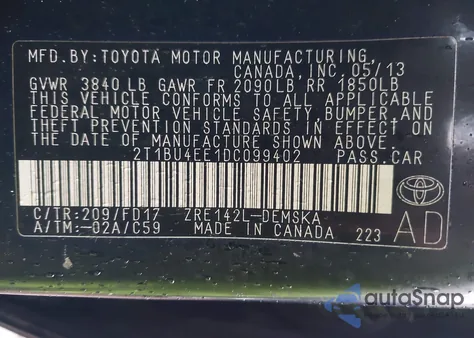 MFD. BY: TOYOTA MOTOR MANUFACTURING,
CANADA, INC. 05/13
GVWR 3840 LB GAWR FR 2090LB RR 1850LB
THIS VEHICLE CONFORMS TO ALL APPLICABLE
FEDERAL MOTOR VEHICLE SAFETY, BUMPER, AND
THEFT PREVENTION STANDARDS IN EFFECT ON
THE DATE OF MANUFACTURE SHOWN ABOVE.
2T1BU4EE1DC099402 PASS. CAR
C/TR: 209/FD17 ZRE142L-DEMSKA
A/TM: -02A/C59 MADE IN CANADA 223 AD
TOYOTA
autoSnap